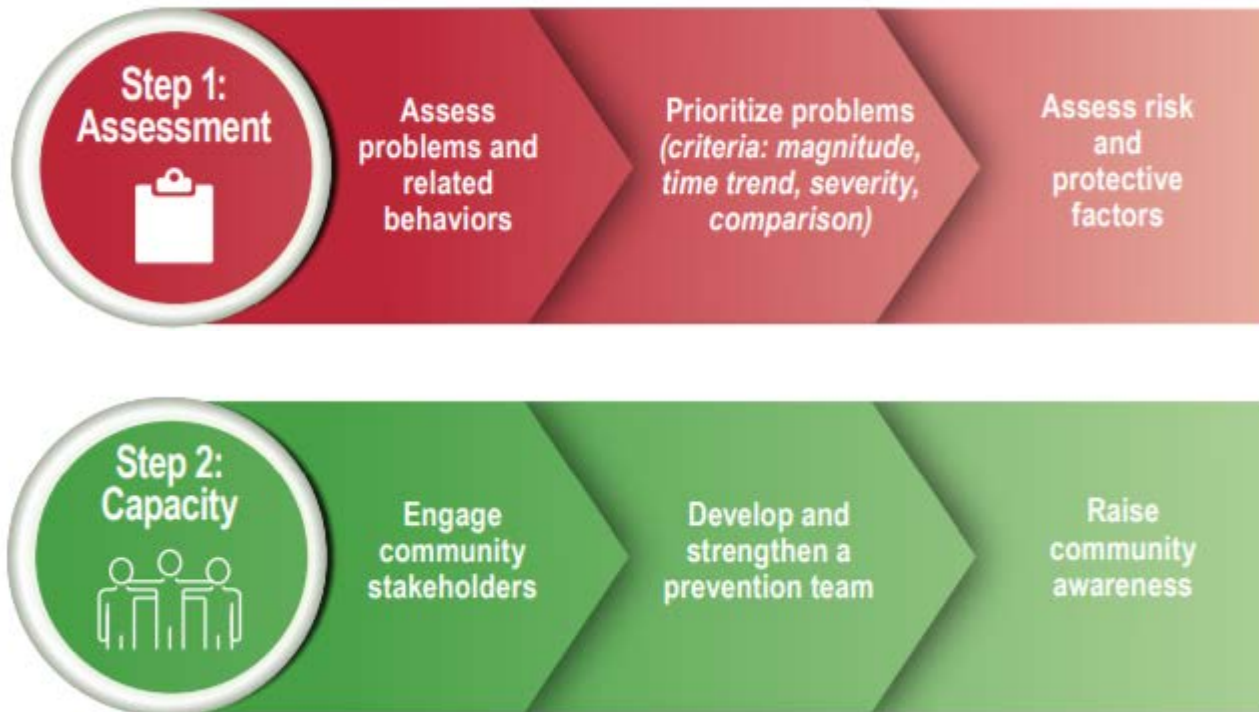 Step 1:
Assessment
Assess
problems and
related
behaviors
Prioritize problems
(criteria: magnitude,
time trend, severity,
comparison)
Assess risk
and
protective
factors
Step 2:
Capacity
Engage
community
stakeholders
Develop and
strengthen a
prevention team
Raise
community
awareness